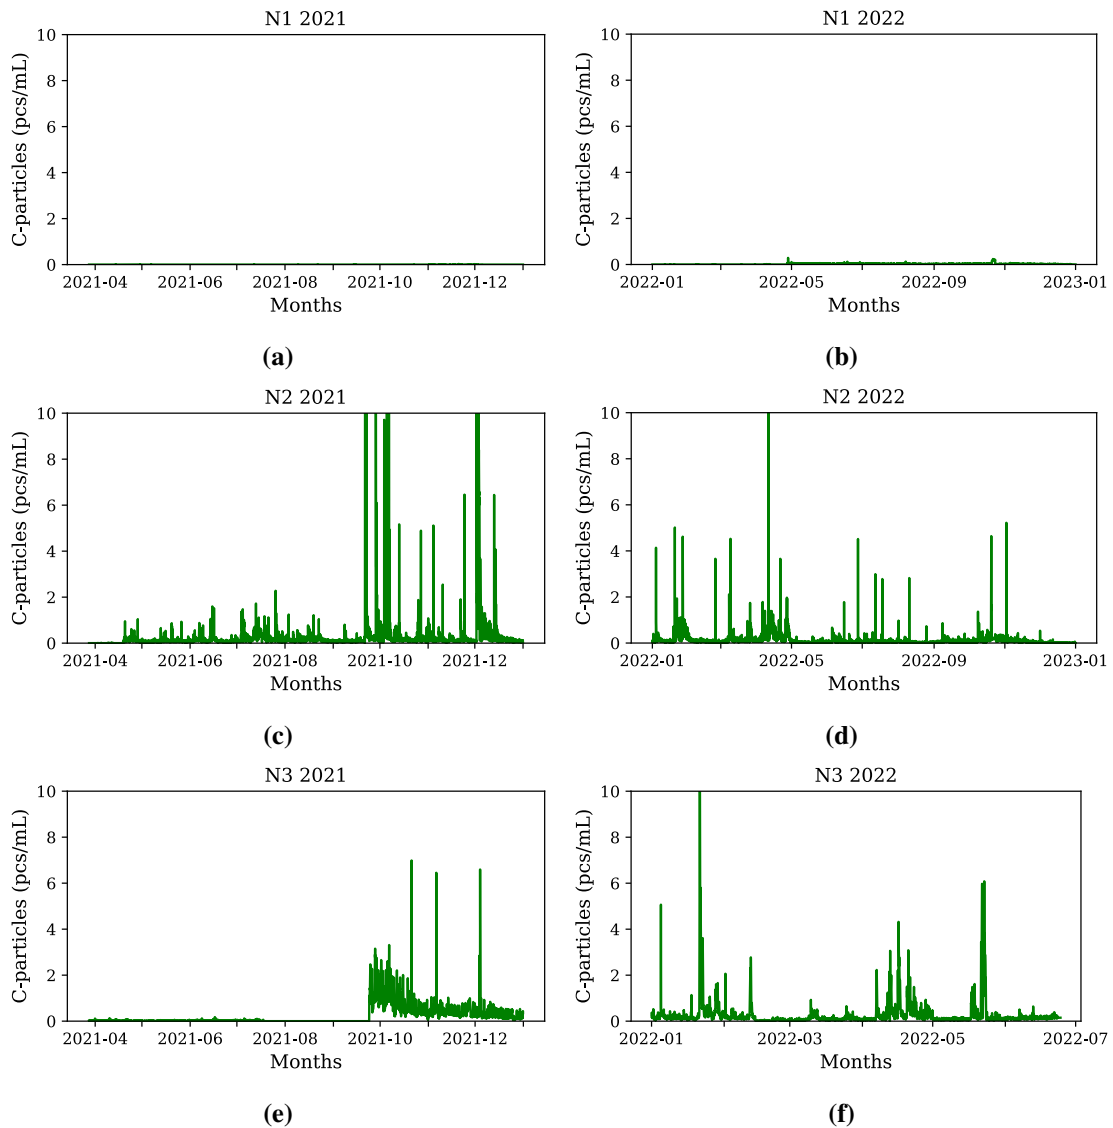 N1 2021
C-particles (pcs/mL)
10
8
6
4
2
0
2021-04 2021-06 2021-08 2021-10 2021-12
Months
(a)
N1 2022
C-particles (pcs/mL)
10
8
6
4
2
0
2022-01 2022-05 2022-09 2023-01
Months
(b)
N2 2021
C-particles (pcs/mL)
10
8
6
4
2
0
2021-04 2021-06 2021-08 2021-10 2021-12
Months
(c)
N2 2022
C-particles (pcs/mL)
10
8
6
4
2
0
2022-01 2022-05 2022-09 2023-01
Months
(d)
N3 2021
C-particles (pcs/mL)
10
8
6
4
2
0
2021-04 2021-06 2021-08 2021-10 2021-12
Months
(e)
N3 2022
C-particles (pcs/mL)
10
8
6
4
2
0
2022-01 2022-03 2022-05 2022-07
Months
(f)